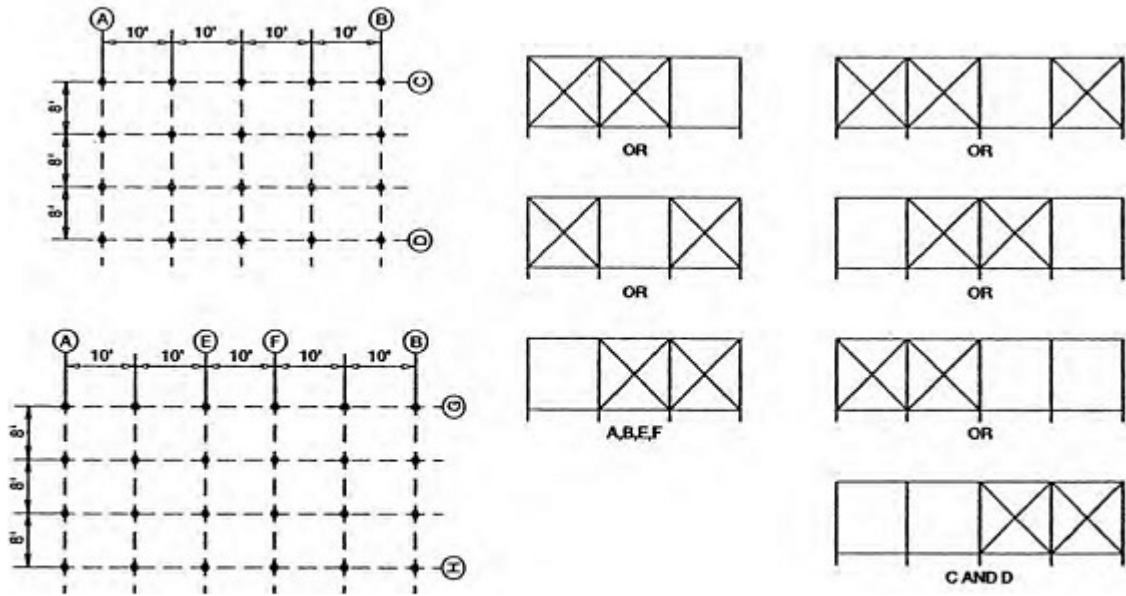 A B
10' 10' 10' 10'
C
8'
8'
8'
D
A E F B
10' 10' 10' 10' 10'
G
8'
8'
8'
H
OR
OR
A,B,E,F
OR
OR
OR
C AND D